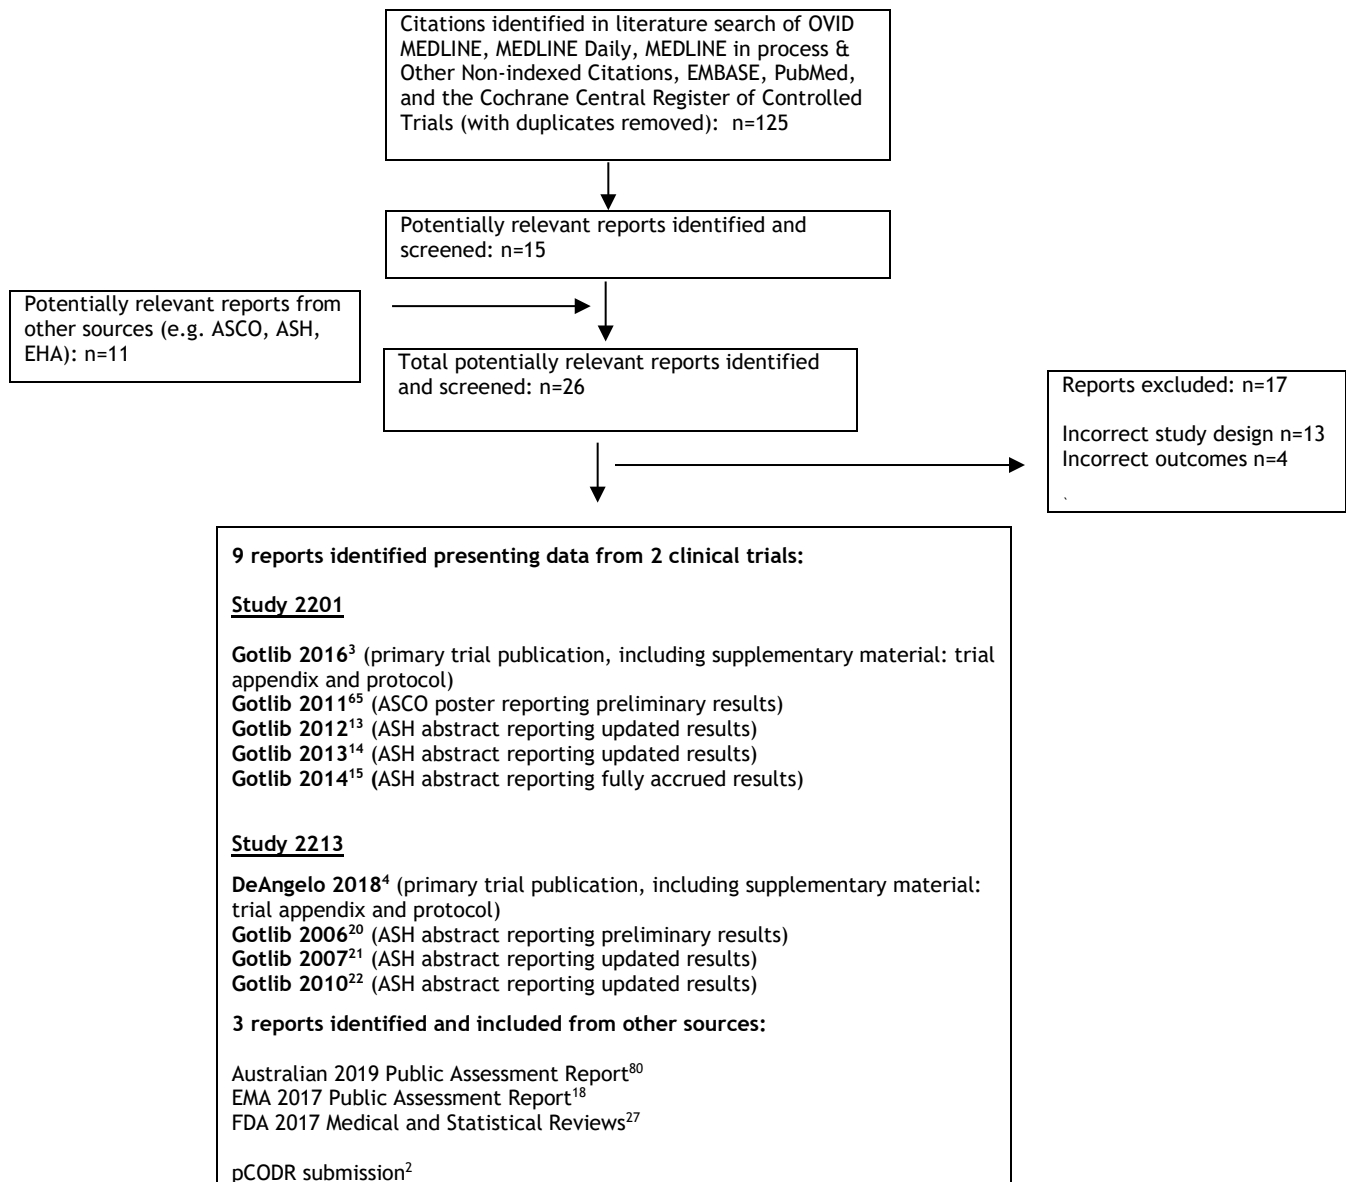 Citations identified in literature search of OVID
MEDLINE, MEDLINE Daily, MEDLINE in process &
Other Non-indexed Citations, EMBASE, PubMed,
and the Cochrane Central Register of Controlled
Trials (with duplicates removed): n=125
Potentially relevant reports identified and
screened: n=15
Potentially relevant reports from
other sources (e.g. ASCO, ASH,
EHA): n=11
Total potentially relevant reports identified
and screened: n=26
Reports excluded: n=17
Incorrect study design n=13
Incorrect outcomes n=4
`
9 reports identified presenting data from 2 clinical trials:
Study 2201
Gotlib 2016³ (primary trial publication, including supplementary material: trial
appendix and protocol)
Gotlib 2011⁶⁵ (ASCO poster reporting preliminary results)
Gotlib 2012¹³ (ASH abstract reporting updated results)
Gotlib 2013¹⁴ (ASH abstract reporting updated results)
Gotlib 2014¹⁵ (ASH abstract reporting fully accrued results)
Study 2213
DeAngelo 2018⁴ (primary trial publication, including supplementary material:
trial appendix and protocol)
Gotlib 2006²⁰ (ASH abstract reporting preliminary results)
Gotlib 2007²¹ (ASH abstract reporting updated results)
Gotlib 2010²² (ASH abstract reporting updated results)
3 reports identified and included from other sources:
Australian 2019 Public Assessment Report⁸⁰
EMA 2017 Public Assessment Report¹⁸
FDA 2017 Medical and Statistical Reviews²⁷
pCODR submission²